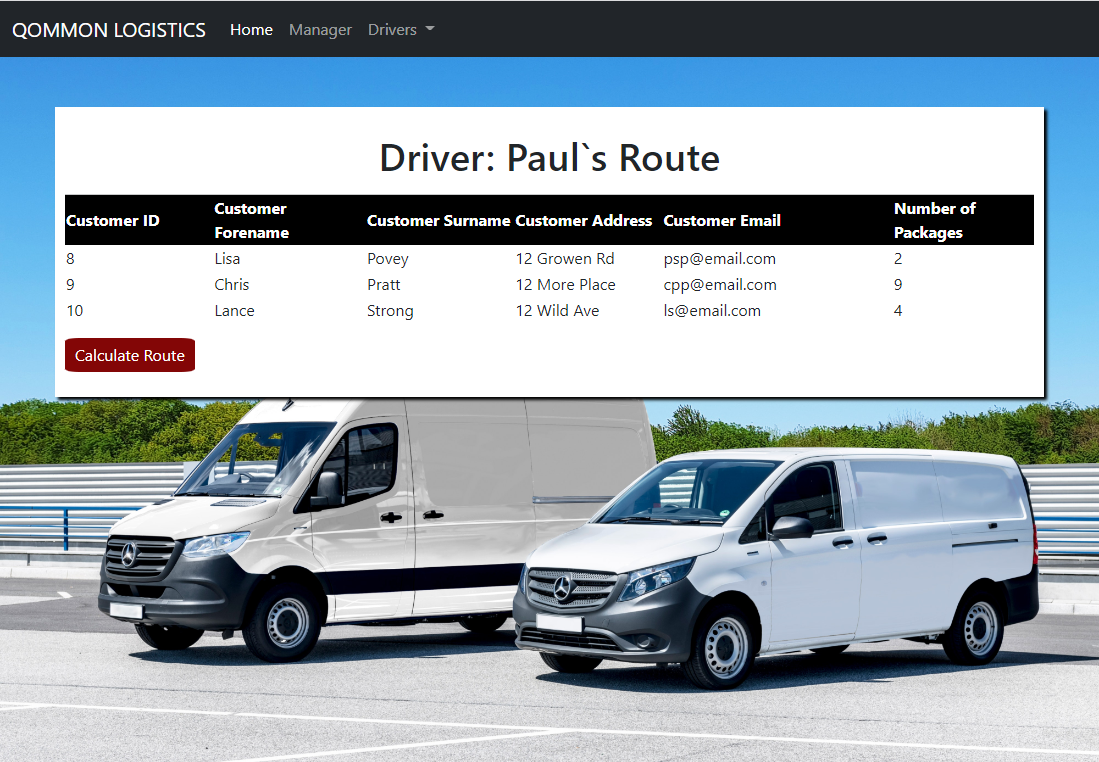 QOMMON LOGISTICS Home Manager Drivers
Driver: Paul`s Route
Customer ID Customer Forename Customer Surname Customer Address Customer Email Number of Packages
8 Lisa Povey 12 Growen Rd psp@email.com 2
9 Chris Pratt 12 More Place cpp@email.com 9
10 Lance Strong 12 Wild Ave ls@email.com 4
Calculate Route